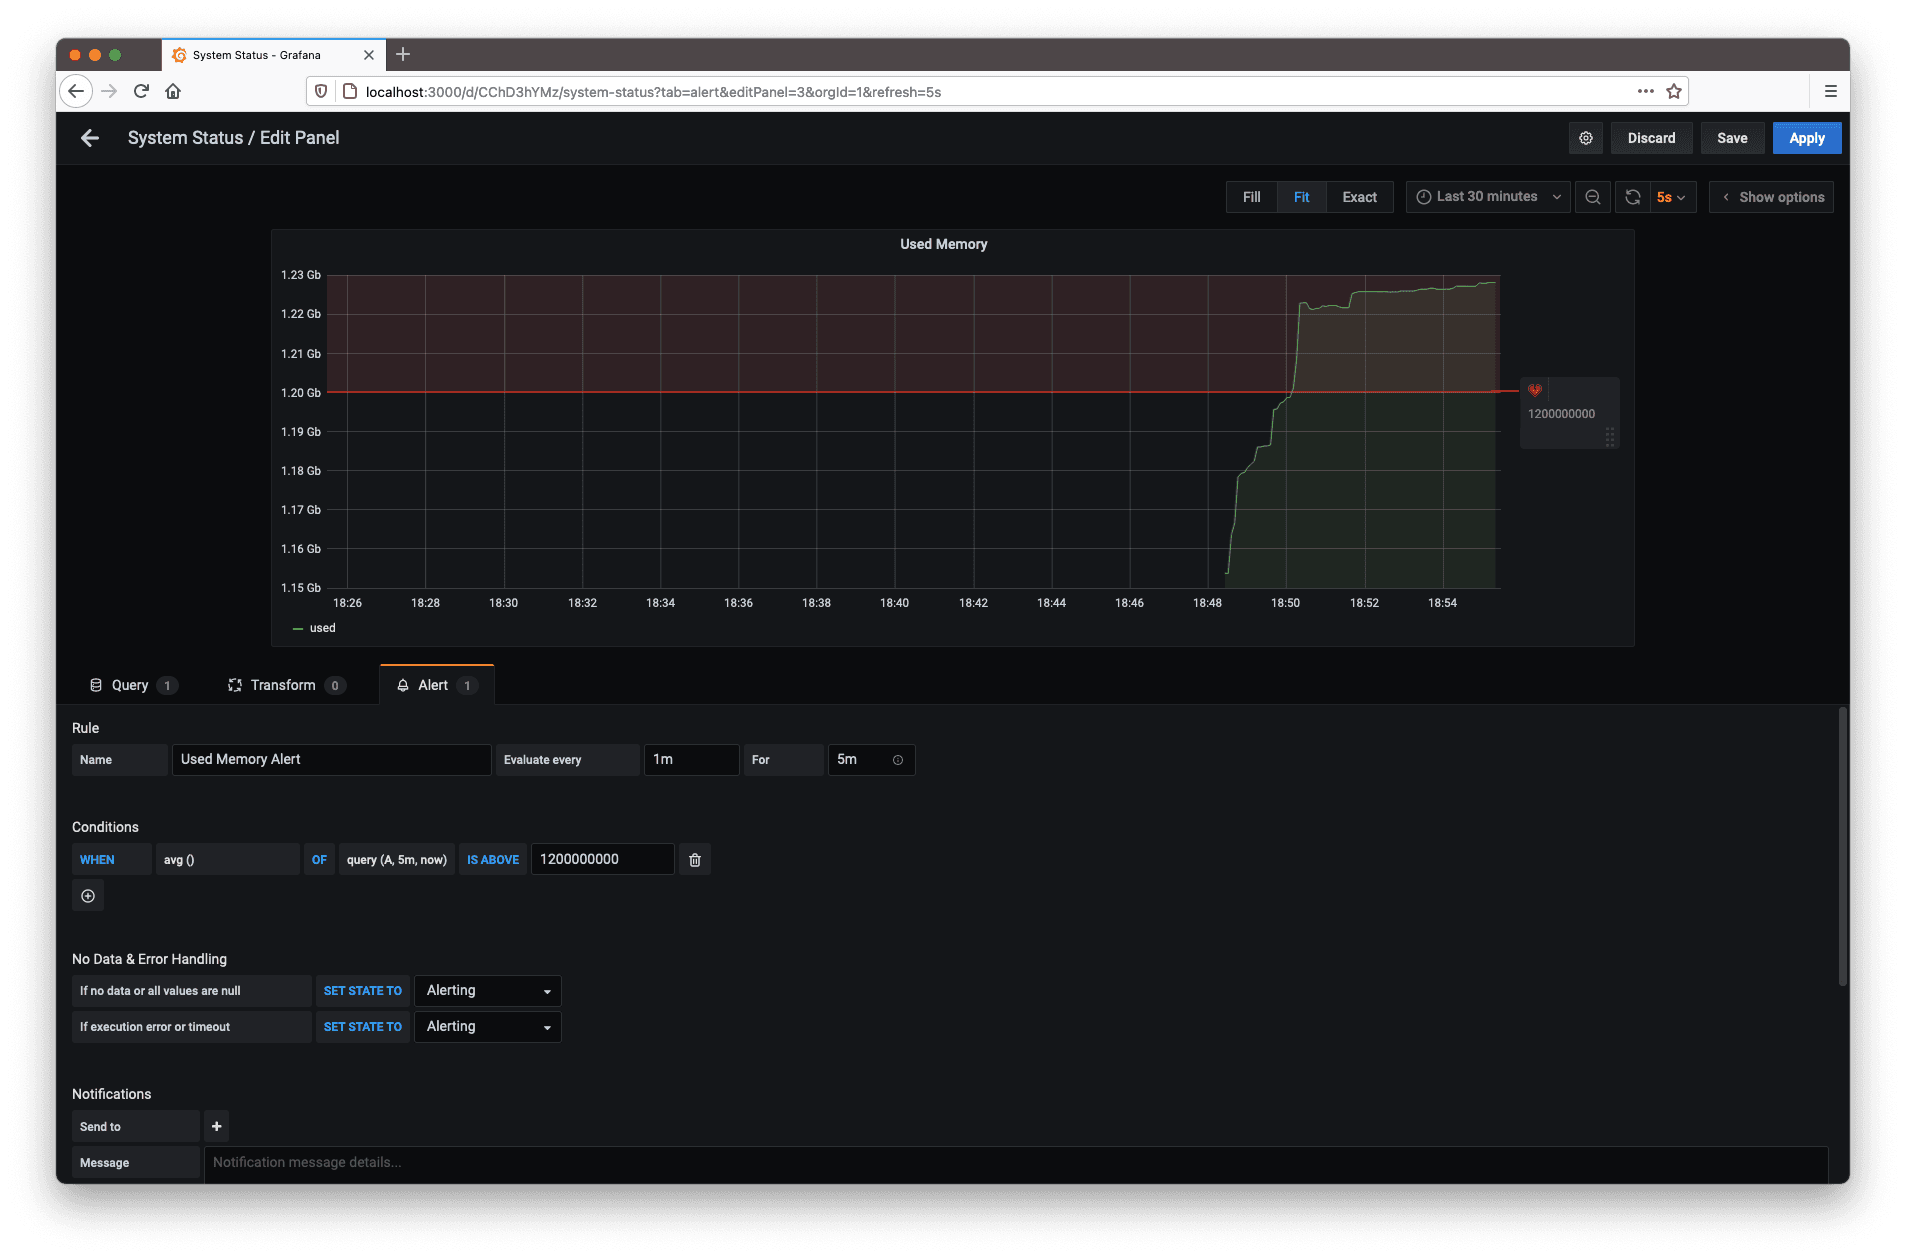 System Status - Grafana
localhost:3000/d/CChD3hYMz/system-status?tab=alert&editPanel=3&orgId=1&refresh=5s
System Status / Edit Panel
Discard
Save
Apply
Fill
Fit
Exact
Last 30 minutes
5s
Show options
Used Memory
1.23 Gb
1.22 Gb
1.21 Gb
1.20 Gb
1.19 Gb
1.18 Gb
1.17 Gb
1.16 Gb
1.15 Gb
1200000000
18:26 18:28 18:30 18:32 18:34 18:36 18:38 18:40 18:42 18:44 18:46 18:48 18:50 18:52 18:54
used
Query 1
Transform 0
Alert 1
Rule
Name Used Memory Alert Evaluate every 1m For 5m
Conditions
WHEN avg () OF query (A, 5m, now) IS ABOVE 1200000000
No Data & Error Handling
If no data or all values are null SET STATE TO Alerting
If execution error or timeout SET STATE TO Alerting
Notifications
Send to +
Message Notification message details...